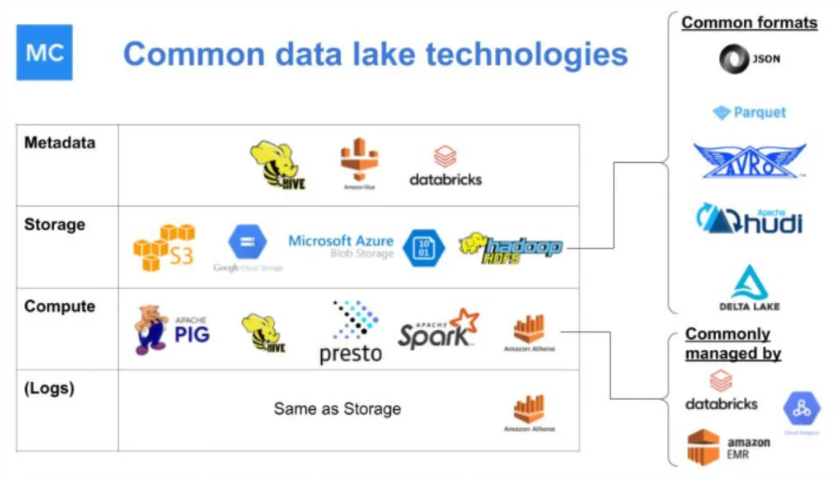 MC
Common data lake technologies
Common formats
JSON
Parquet
AVRO
Apache
hudi
DELTA LAKE
Metadata
HIVE
Amazon Glue
databricks
Storage
S3
Google Cloud Storage
Microsoft Azure
Blob Storage
10
01
hadoop
HDFS
Compute
APACHE
PIG
HIVE
presto
APACHE
Spark
Amazon Athena
(Logs)
Same as Storage
Amazon Athena
Commonly
managed by
databricks
Cloud Dataproc
amazon
EMR